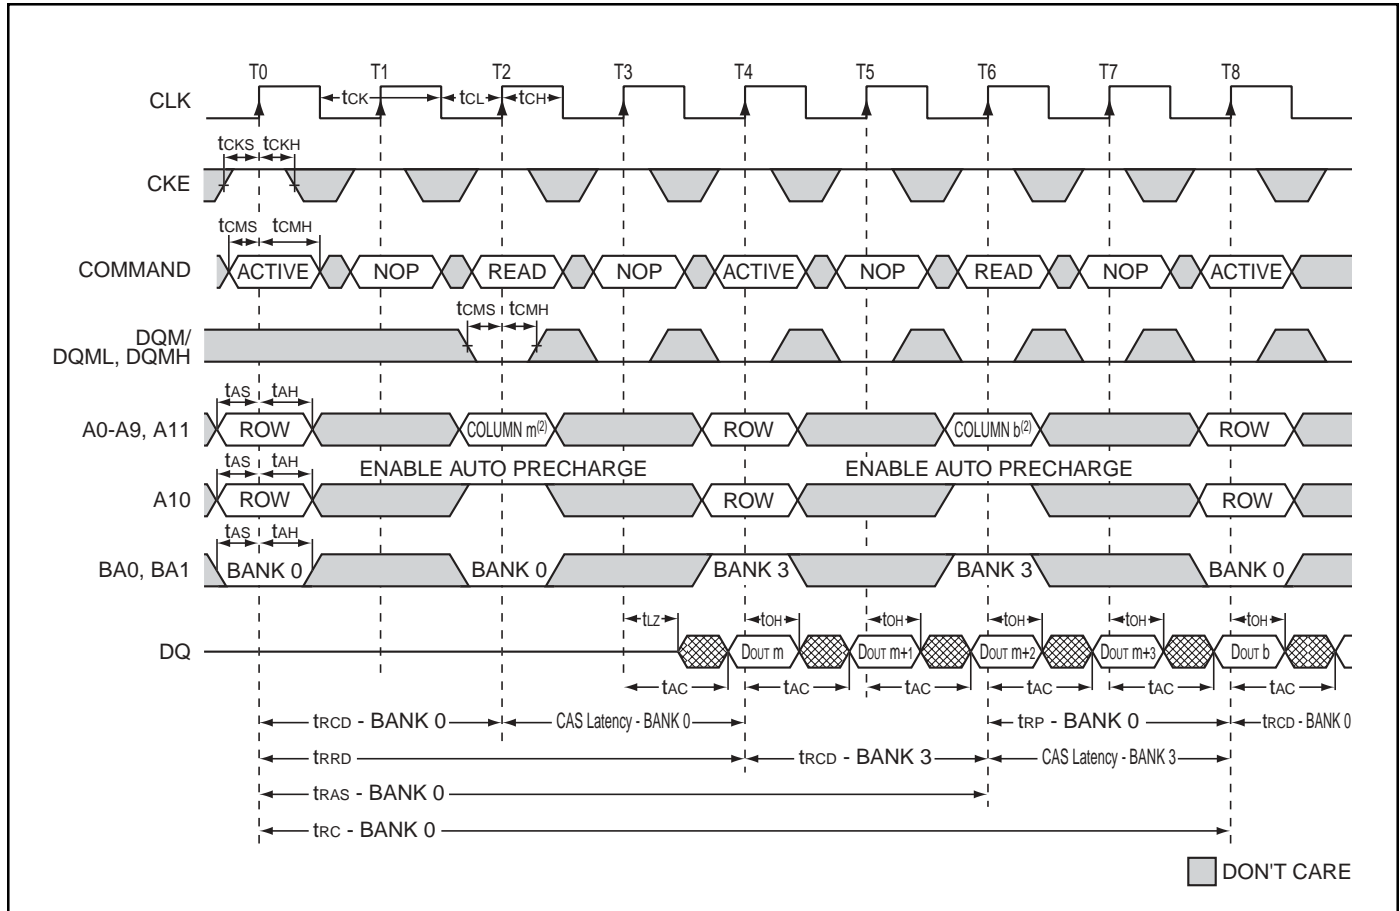 T0 T1 T2 T3 T4 T5 T6 T7 T8
CLK
tCK tCL tCH
tCKS tCKH
CKE
tCMS tCMH
COMMAND ACTIVE NOP READ NOP ACTIVE NOP READ NOP ACTIVE
tCMS tCMH
DQM/
DQML, DQMH
tAS tAH
A0-A9, A11 ROW COLUMN m(2) ROW COLUMN b(2) ROW
tAS tAH ENABLE AUTO PRECHARGE ENABLE AUTO PRECHARGE
A10 ROW ROW ROW
tAS tAH
BA0, BA1 BANK 0 BANK 0 BANK 3 BANK 3 BANK 0
tLZ tOH tOH tOH tOH tOH
DQ DOUT m DOUT m+1 DOUT m+2 DOUT m+3 DOUT b
tAC tAC tAC tAC tAC tAC
tRCD - BANK 0 CAS Latency - BANK 0 tRP - BANK 0 tRCD - BANK 0
tRRD tRCD - BANK 3 CAS Latency - BANK 3
tRAS - BANK 0
tRC - BANK 0
DON'T CARE